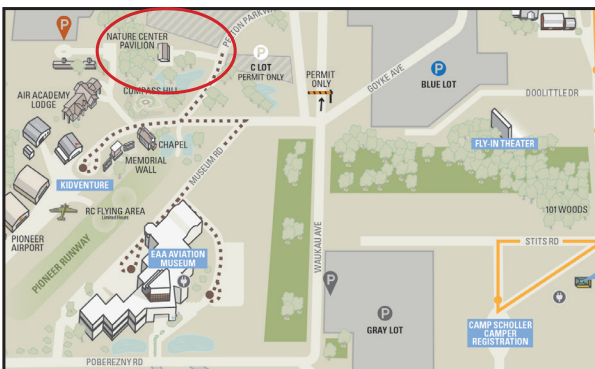 P
NATURE CENTER
PAVILION
PELTON PARKWAY
P
C LOT
PERMIT ONLY
PERMIT
ONLY
GOYKE AVE
P
BLUE LOT
DOOLITTLE DR
AIR ACADEMY
LODGE
COMPASS HILL
FLY-IN THEATER
CHAPEL
MEMORIAL
WALL
MUSEUM RD
KIDVENTURE
RC FLYING AREA
101 WOODS
PIONEER
AIRPORT
PIONEER RUNWAY
EAA AVIATION
MUSEUM
WAUKAU AVE
STITS RD
P
P
GRAY LOT
CAMP SCHOLLER
CAMPER
REGISTRATION
POBEREZNY RD